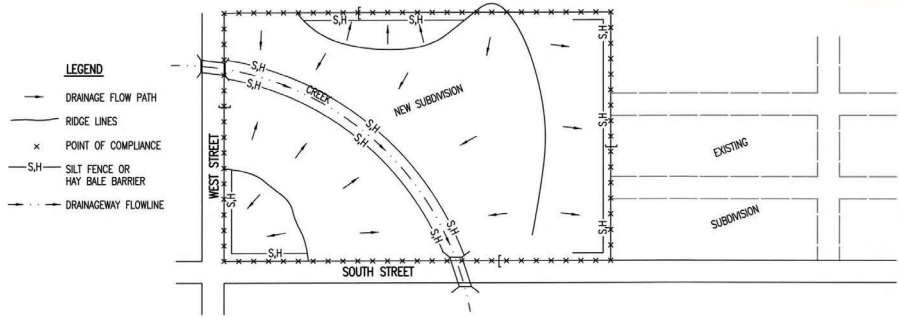 LEGEND
DRAINAGE FLOW PATH
RIDGE LINES
× POINT OF COMPLIANCE
S,H SILT FENCE OR
HAY BALE BARRIER
DRAINAGEWAY FLOWLINE
S,H
S,H
S,H
S,H
CREEK
NEW SUBDIVISION
S,H
S,H
S,H
WEST STREET
S,H
S,H
S,H
S,H
S,H
S,H
SOUTH STREET
EXISTING
SUBDIVISION